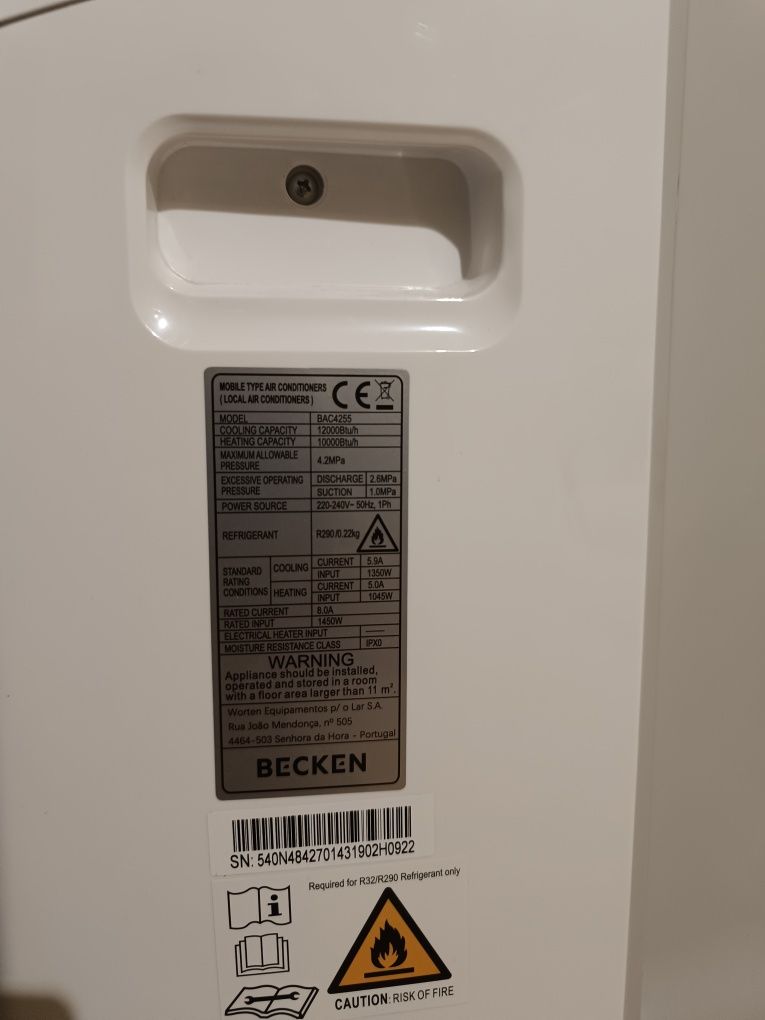 MOBILE TYPE AIR CONDITIONERS
( LOCAL AIR CONDITIONERS )
CE
MODEL BAC4255
COOLING CAPACITY 12000Btu/h
HEATING CAPACITY 10000Btu/h
MAXIMUM ALLOWABLE PRESSURE 4.2MPa
EXCESSIVE OPERATING PRESSURE DISCHARGE 2.6MPa
SUCTION 1.0MPa
POWER SOURCE 220-240V~ 50Hz, 1Ph
REFRIGERANT R290/0.22kg
STANDARD RATING CONDITIONS COOLING CURRENT 5.9A
INPUT 1350W
HEATING CURRENT 5.0A
INPUT 1045W
RATED CURRENT 8.0A
RATED INPUT 1450W
ELECTRICAL HEATER INPUT ——
MOISTURE RESISTANCE CLASS IPX0
WARNING
Appliance should be installed,
operated and stored in a room
with a floor area larger than 11 m².
Worten Equipamentos p/ o Lar S.A.
Rua João Mendonça, nº 505
4464-503 Senhora da Hora - Portugal
BECKEN
SN: 540N4842701431902H0922
Required for R32/R290 Refrigerant only
i
CAUTION: RISK OF FIRE